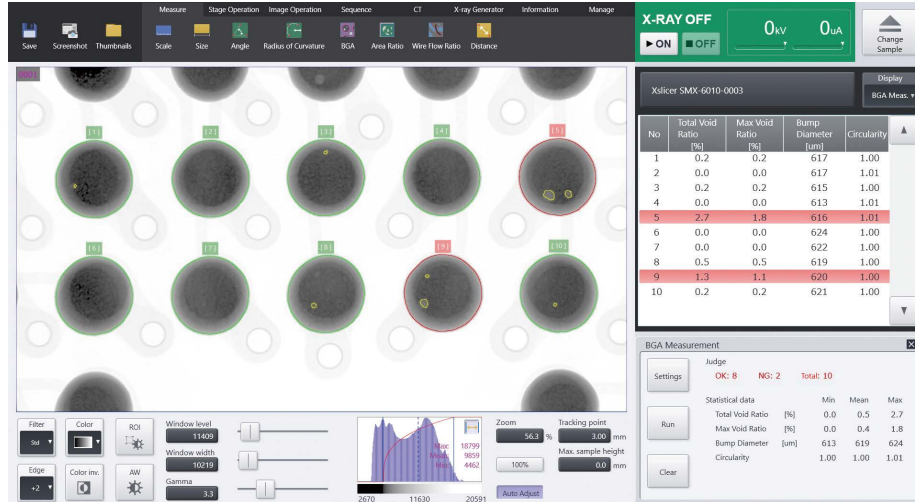 Measure Stage Operation Image Operation Sequence CT X-ray Generator Information Manage
Save Screenshot Thumbnails Scale Size Angle Radius of Curvature BGA Area Ratio Wire Flow Ratio Distance
X-RAY OFF
▶ON ■OFF
0kV 0uA
Change
Sample
0001
[1] [2] [3] [4] [5]
[6] [7] [8] [9] [10]
Xslicer SMX-6010-0003
Display
BGA Meas.
No Total Void Ratio [%] Max Void Ratio [%] Bump Diameter [um] Circularity
1 0.2 0.2 617 1.00
2 0.0 0.0 617 1.01
3 0.2 0.2 615 1.00
4 0.0 0.0 613 1.01
5 2.7 1.8 616 1.01
6 0.0 0.0 624 1.00
7 0.0 0.0 622 1.00
8 0.5 0.5 619 1.00
9 1.3 1.1 620 1.00
10 0.2 0.2 621 1.00
BGA Measurement
Settings
Run
Clear
Judge
OK: 8 NG: 2 Total: 10
Statistical data Min Mean Max
Total Void Ratio [%] 0.0 0.5 2.7
Max Void Ratio [%] 0.0 0.4 1.8
Bump Diameter [um] 613 619 624
Circularity 1.00 1.00 1.01
Filter
Std
Color
ROI
Edge
+2
Color inv.
AW
Window level
11409
Window width
10219
Gamma
3.3
Max: 18799
Mean: 9859
Min: 4462
2670 11630 20591
Zoom
56.3 %
100%
Auto Adjust
Tracking point
3.00 mm
Max. sample height
0.0 mm